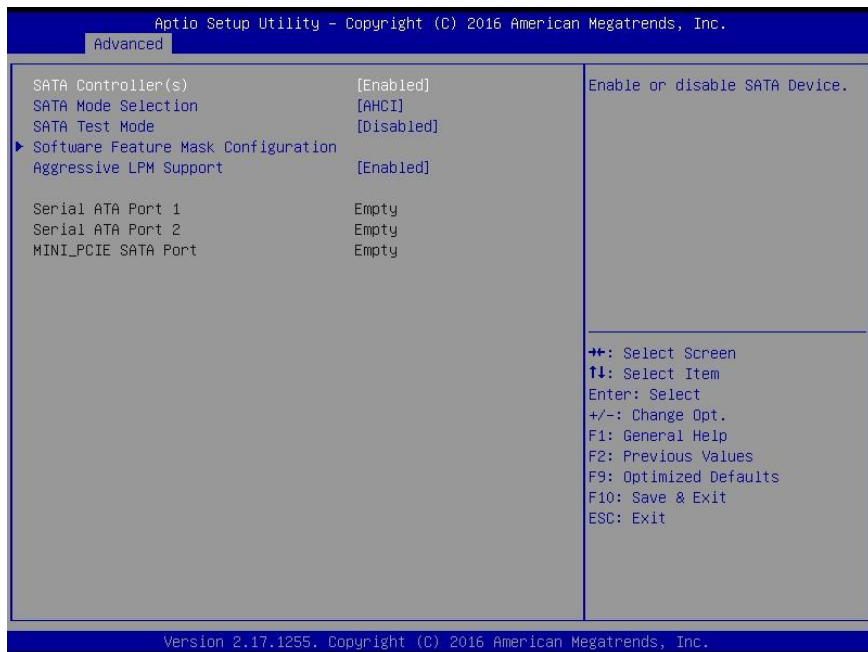 Aptio Setup Utility – Copyright (C) 2016 American Megatrends, Inc.
Advanced
SATA Controller(s) [Enabled]
SATA Mode Selection [AHCI]
SATA Test Mode [Disabled]
▶ Software Feature Mask Configuration
Aggressive LPM Support [Enabled]
Serial ATA Port 1 Empty
Serial ATA Port 2 Empty
MINI_PCIE SATA Port Empty
Enable or disable SATA Device.
→←: Select Screen
↑↓: Select Item
Enter: Select
+/-: Change Opt.
F1: General Help
F2: Previous Values
F9: Optimized Defaults
F10: Save & Exit
ESC: Exit
Version 2.17.1255. Copyright (C) 2016 American Megatrends, Inc.